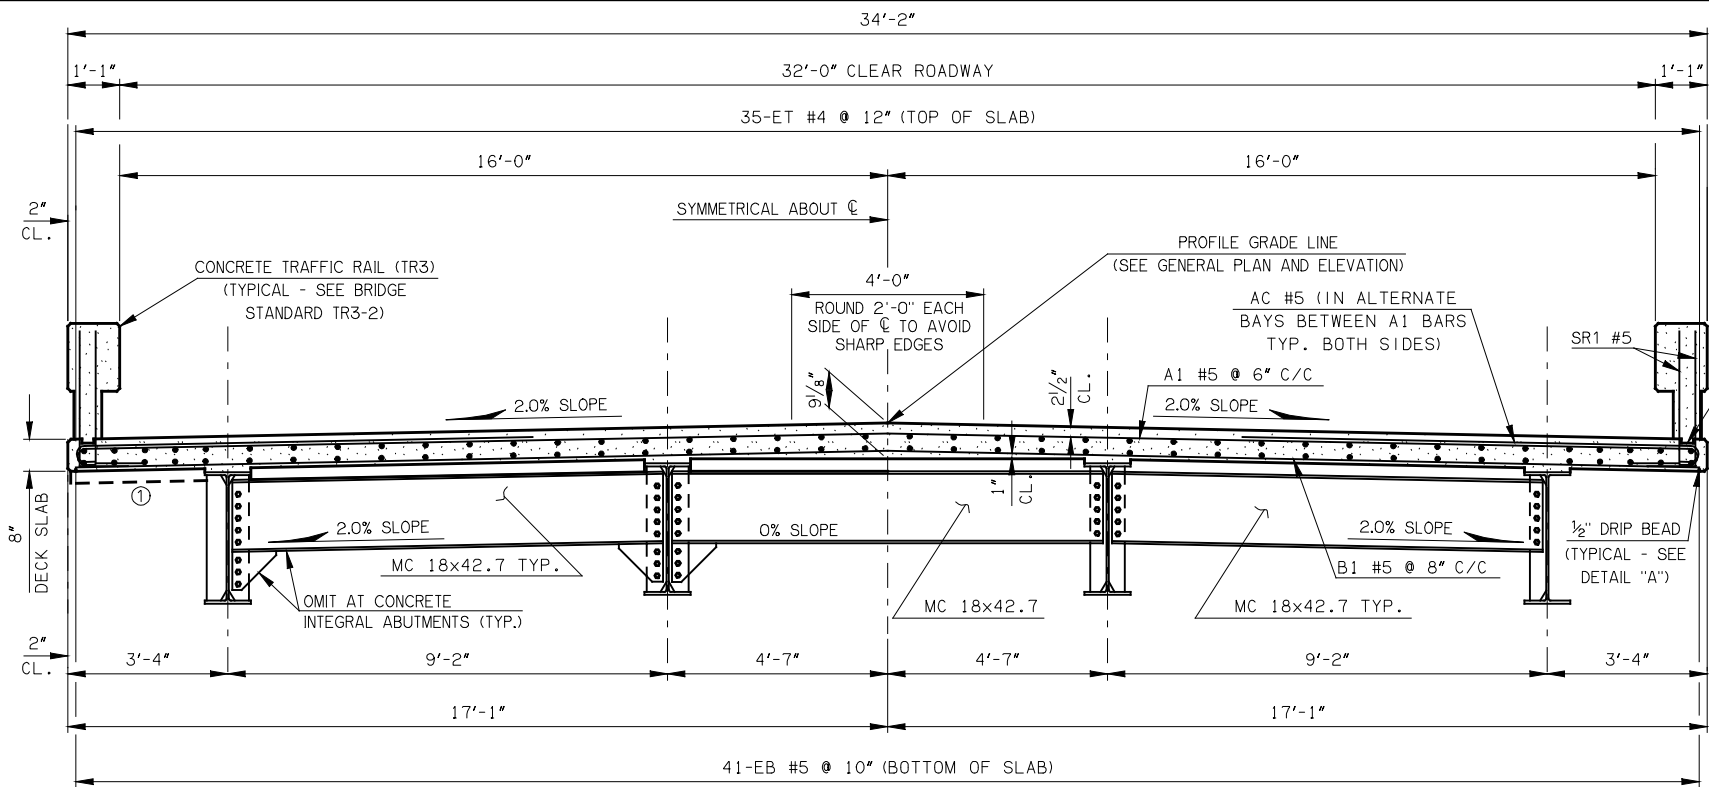 34'-2"
1'-1"
32'-0" CLEAR ROADWAY
1'-1"
35-ET #4 @ 12" (TOP OF SLAB)
16'-0"
16'-0"
2"
CL.
SYMMETRICAL ABOUT ℄
PROFILE GRADE LINE
(SEE GENERAL PLAN AND ELEVATION)
CONCRETE TRAFFIC RAIL (TR3)
(TYPICAL - SEE BRIDGE
STANDARD TR3-2)
4'-0"
ROUND 2'-0" EACH
SIDE OF ℄ TO AVOID
SHARP EDGES
AC #5 (IN ALTERNATE
BAYS BETWEEN A1 BARS
TYP. BOTH SIDES)
SR1 #5
9⅛"
2½"
CL.
A1 #5 @ 6" C/C
2.0% SLOPE
2.0% SLOPE
8"
DECK SLAB
1
1"
CL.
2.0% SLOPE
0% SLOPE
2.0% SLOPE
½" DRIP BEAD
(TYPICAL - SEE
DETAIL "A")
MC 18x42.7 TYP.
B1 #5 @ 8" C/C
OMIT AT CONCRETE
INTEGRAL ABUTMENTS (TYP.)
MC 18x42.7
MC 18x42.7 TYP.
2"
CL.
3'-4"
9'-2"
4'-7"
4'-7"
9'-2"
3'-4"
17'-1"
17'-1"
41-EB #5 @ 10" (BOTTOM OF SLAB)